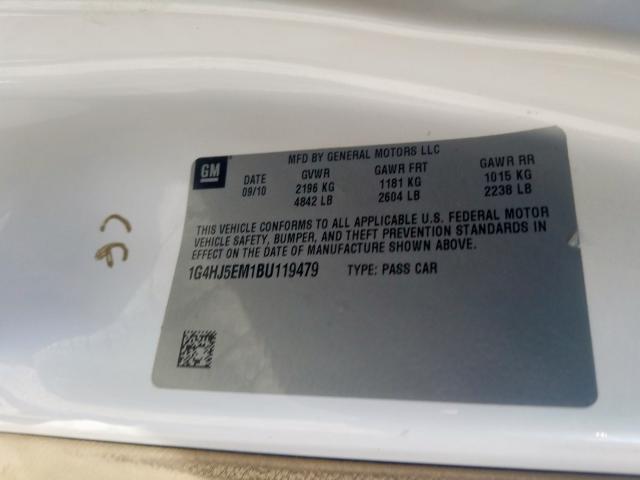 GM
MFD BY GENERAL MOTORS LLC
DATE GVWR GAWR FRT GAWR RR
09/10 2196 KG 1181 KG 1015 KG
4842 LB 2604 LB 2238 LB
THIS VEHICLE CONFORMS TO ALL APPLICABLE U.S. FEDERAL MOTOR
VEHICLE SAFETY, BUMPER, AND THEFT PREVENTION STANDARDS IN
EFFECT ON THE DATE OF MANUFACTURE SHOWN ABOVE.
1G4HJ5EM1BU119479 TYPE: PASS CAR